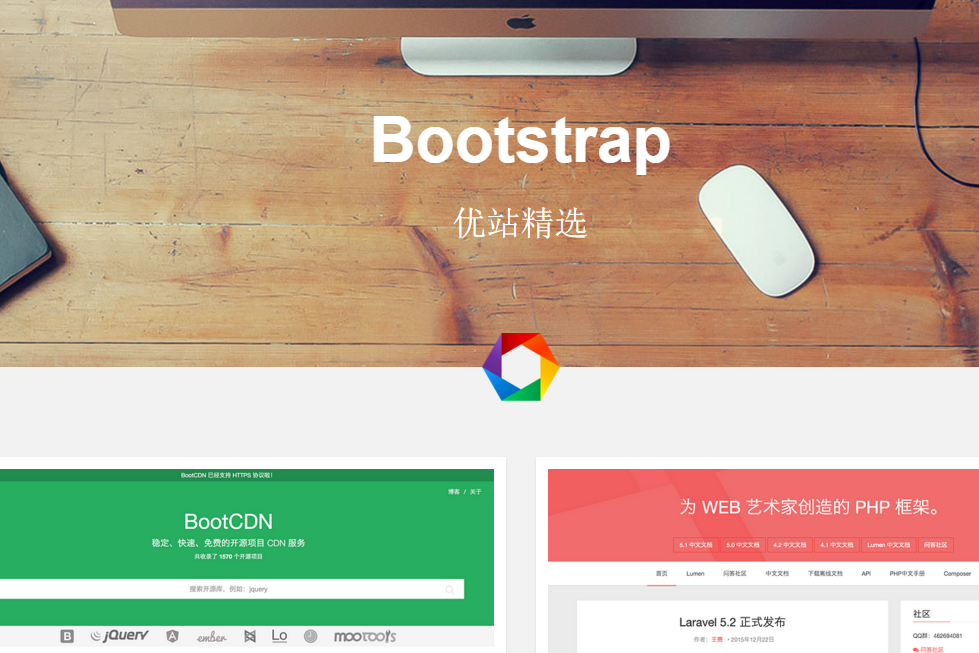 Bootstrap
优站精选
BootCDN 已经支持 HTTPS 协议啦！
博客 / 关于
BootCDN
稳定、快速、免费的开源项目 CDN 服务
共收录了 1570 个开源项目
搜索开源库，例如：jquery
B jQuery A ember Lo mootools
为 WEB 艺术家创造的 PHP 框架。
5.1 中文文档 5.0 中文文档 4.2 中文文档 4.1 中文文档 Lumen 中文文档 问答社区
首页 Lumen 问答社区 中文文档 下载离线文档 API PHP中文手册 Composer
Laravel 5.2 正式发布
作者：王赛 • 2015年12月22日
社区
QQ群：462694081
问答社区